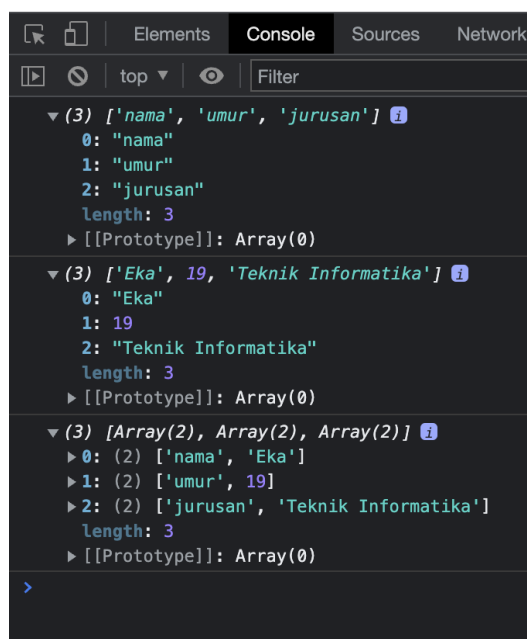 Elements Console Sources Network
top ▼ Filter
▼(3) ['nama', 'umur', 'jurusan'] i
0: "nama"
1: "umur"
2: "jurusan"
length: 3
▶[[Prototype]]: Array(0)
▼(3) ['Eka', 19, 'Teknik Informatika'] i
0: "Eka"
1: 19
2: "Teknik Informatika"
length: 3
▶[[Prototype]]: Array(0)
▼(3) [Array(2), Array(2), Array(2)] i
▶0: (2) ['nama', 'Eka']
▶1: (2) ['umur', 19]
▶2: (2) ['jurusan', 'Teknik Informatika']
length: 3
▶[[Prototype]]: Array(0)
>